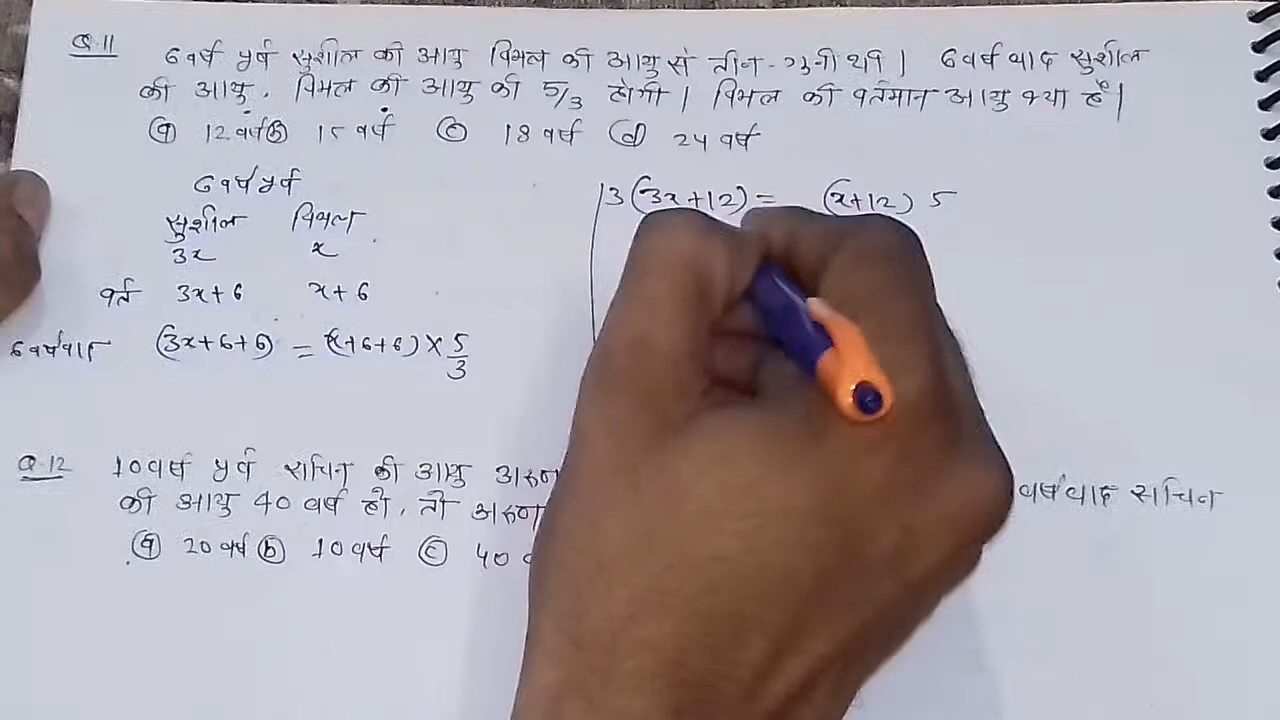 Q.11 6 वर्ष पूर्व सुशील की आयु विमल की आयु से तीन-गुनी थी। 6 वर्ष बाद सुशील
की आयु, विमल की आयु की 5/3 होगी। विमल की वर्तमान आयु क्या है।
(a) 12 वर्ष (b) 15 वर्ष (c) 18 वर्ष (d) 24 वर्ष
6 वर्ष पूर्व
सुशील विमल
3x x
वर्त 3x+6 x+6
6 वर्ष बाद (3x+6+6) = (x+6+6) × 5/3
3(3x+12) = (x+12) 5
Q.12 10 वर्ष पूर्व सचिन की आयु अरुण वर्ष बाद सचिन
की आयु 40 वर्ष हो, तो अरुण
(a) 20 वर्ष (b) 10 वर्ष (c) 40